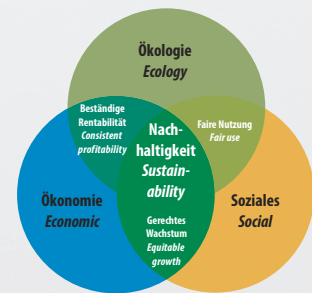 Ökologie
Ecology
Beständige
Rentabilität
Consistent
profitability
Nach-
haltigkeit
Sustain-
ability
Faire Nutzung
Fair use
Ökonomie
Economic
Soziales
Social
Gerechtes
Wachstum
Equitable
growth